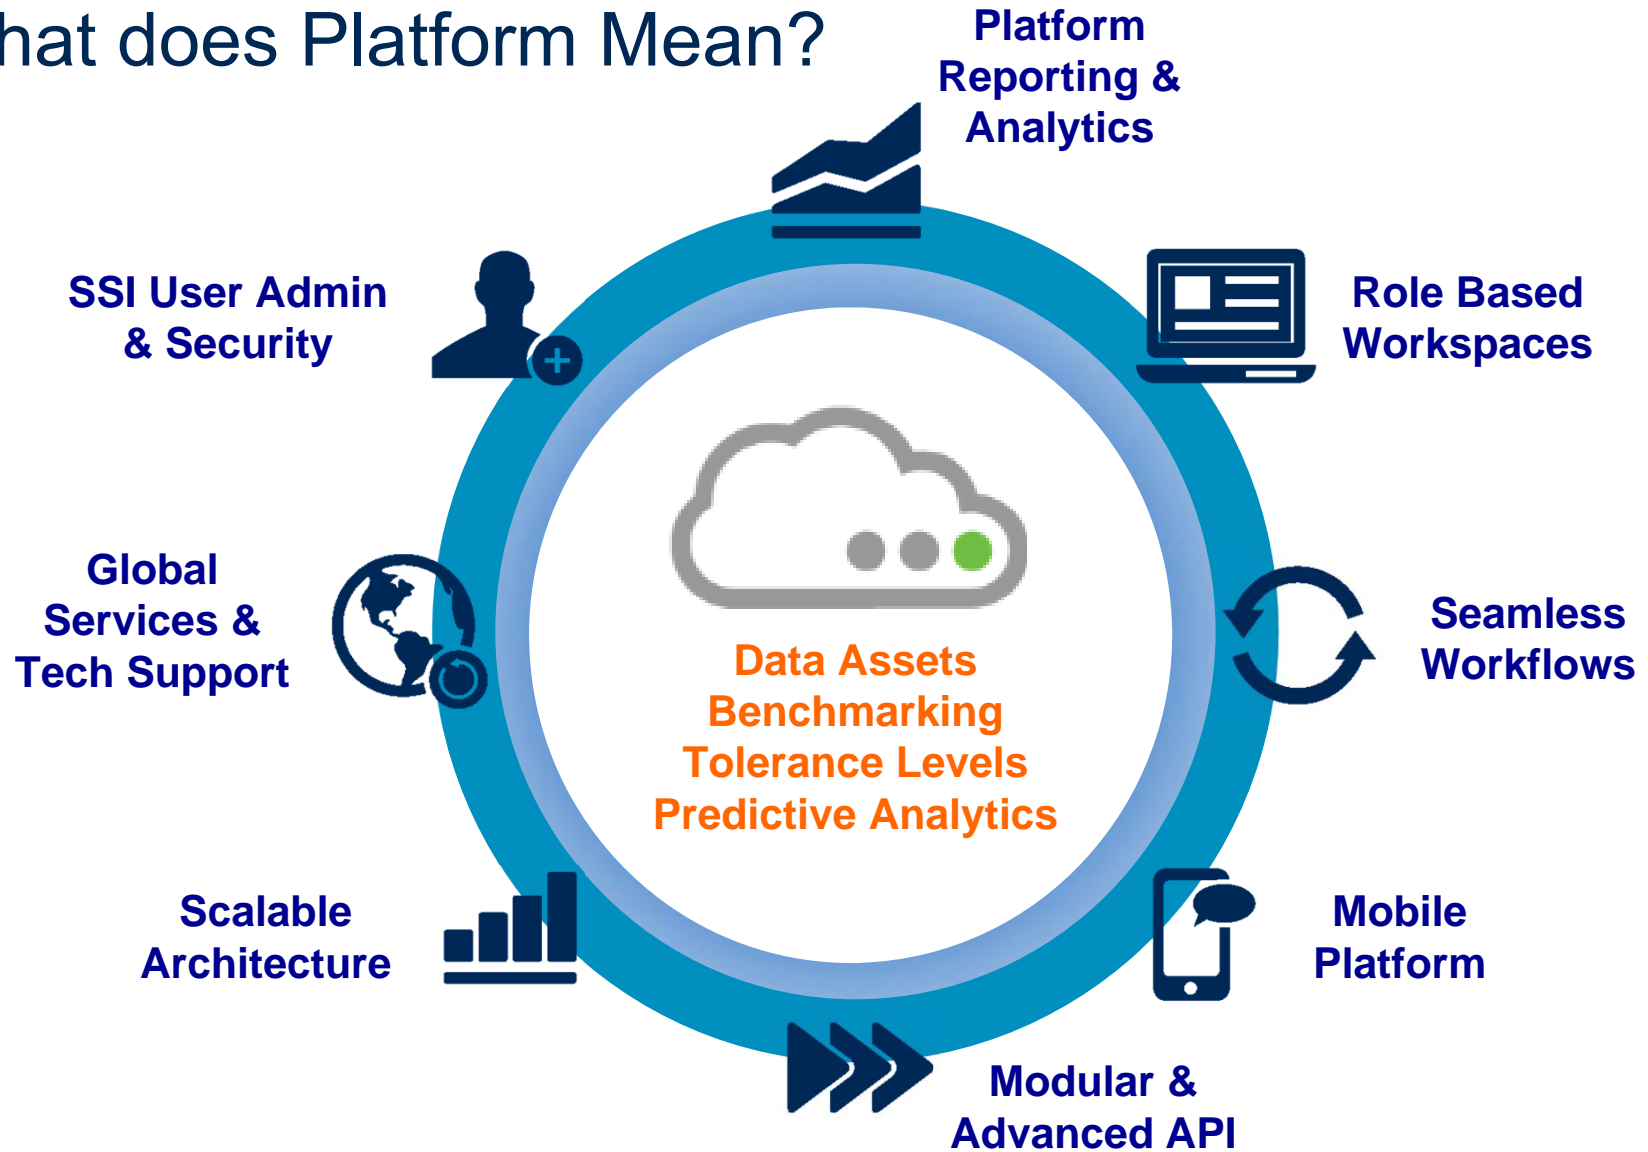 hat does Platform Mean?
Platform
Reporting &
Analytics
SSI User Admin
& Security
Role Based
Workspaces
Global
Services &
Tech Support
Seamless
Workflows
Data Assets
Benchmarking
Tolerance Levels
Predictive Analytics
Scalable
Architecture
Mobile
Platform
Modular &
Advanced API